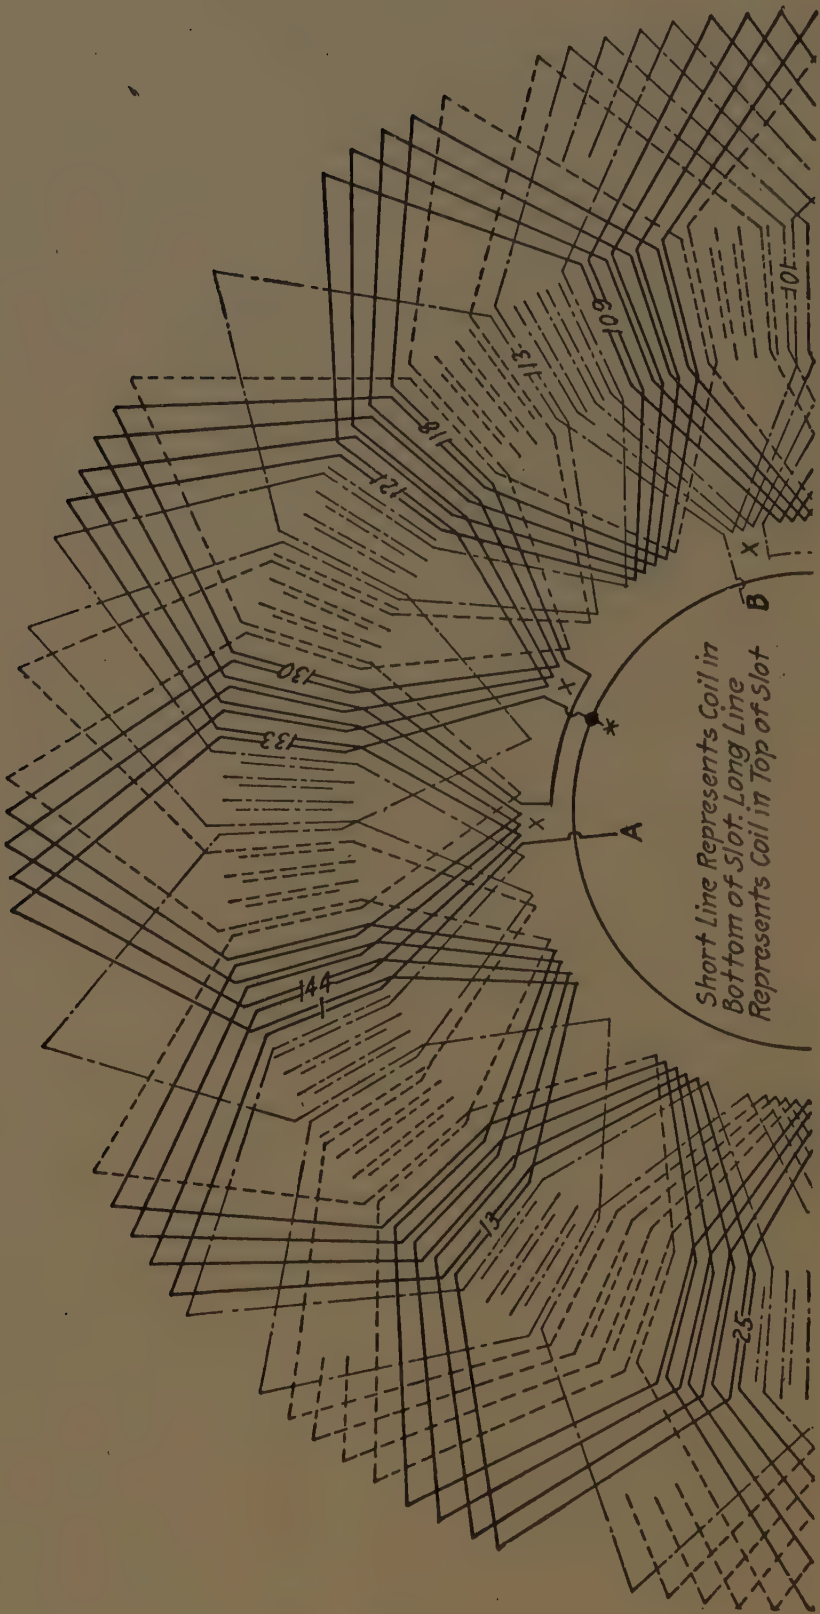 101
109
113
118
121
130
133
144
1
13
25
X
X
X
A
B
*
Short Line Represents Coil in
Bottom of Slot. Long Line
Represents Coil in Top of Slot